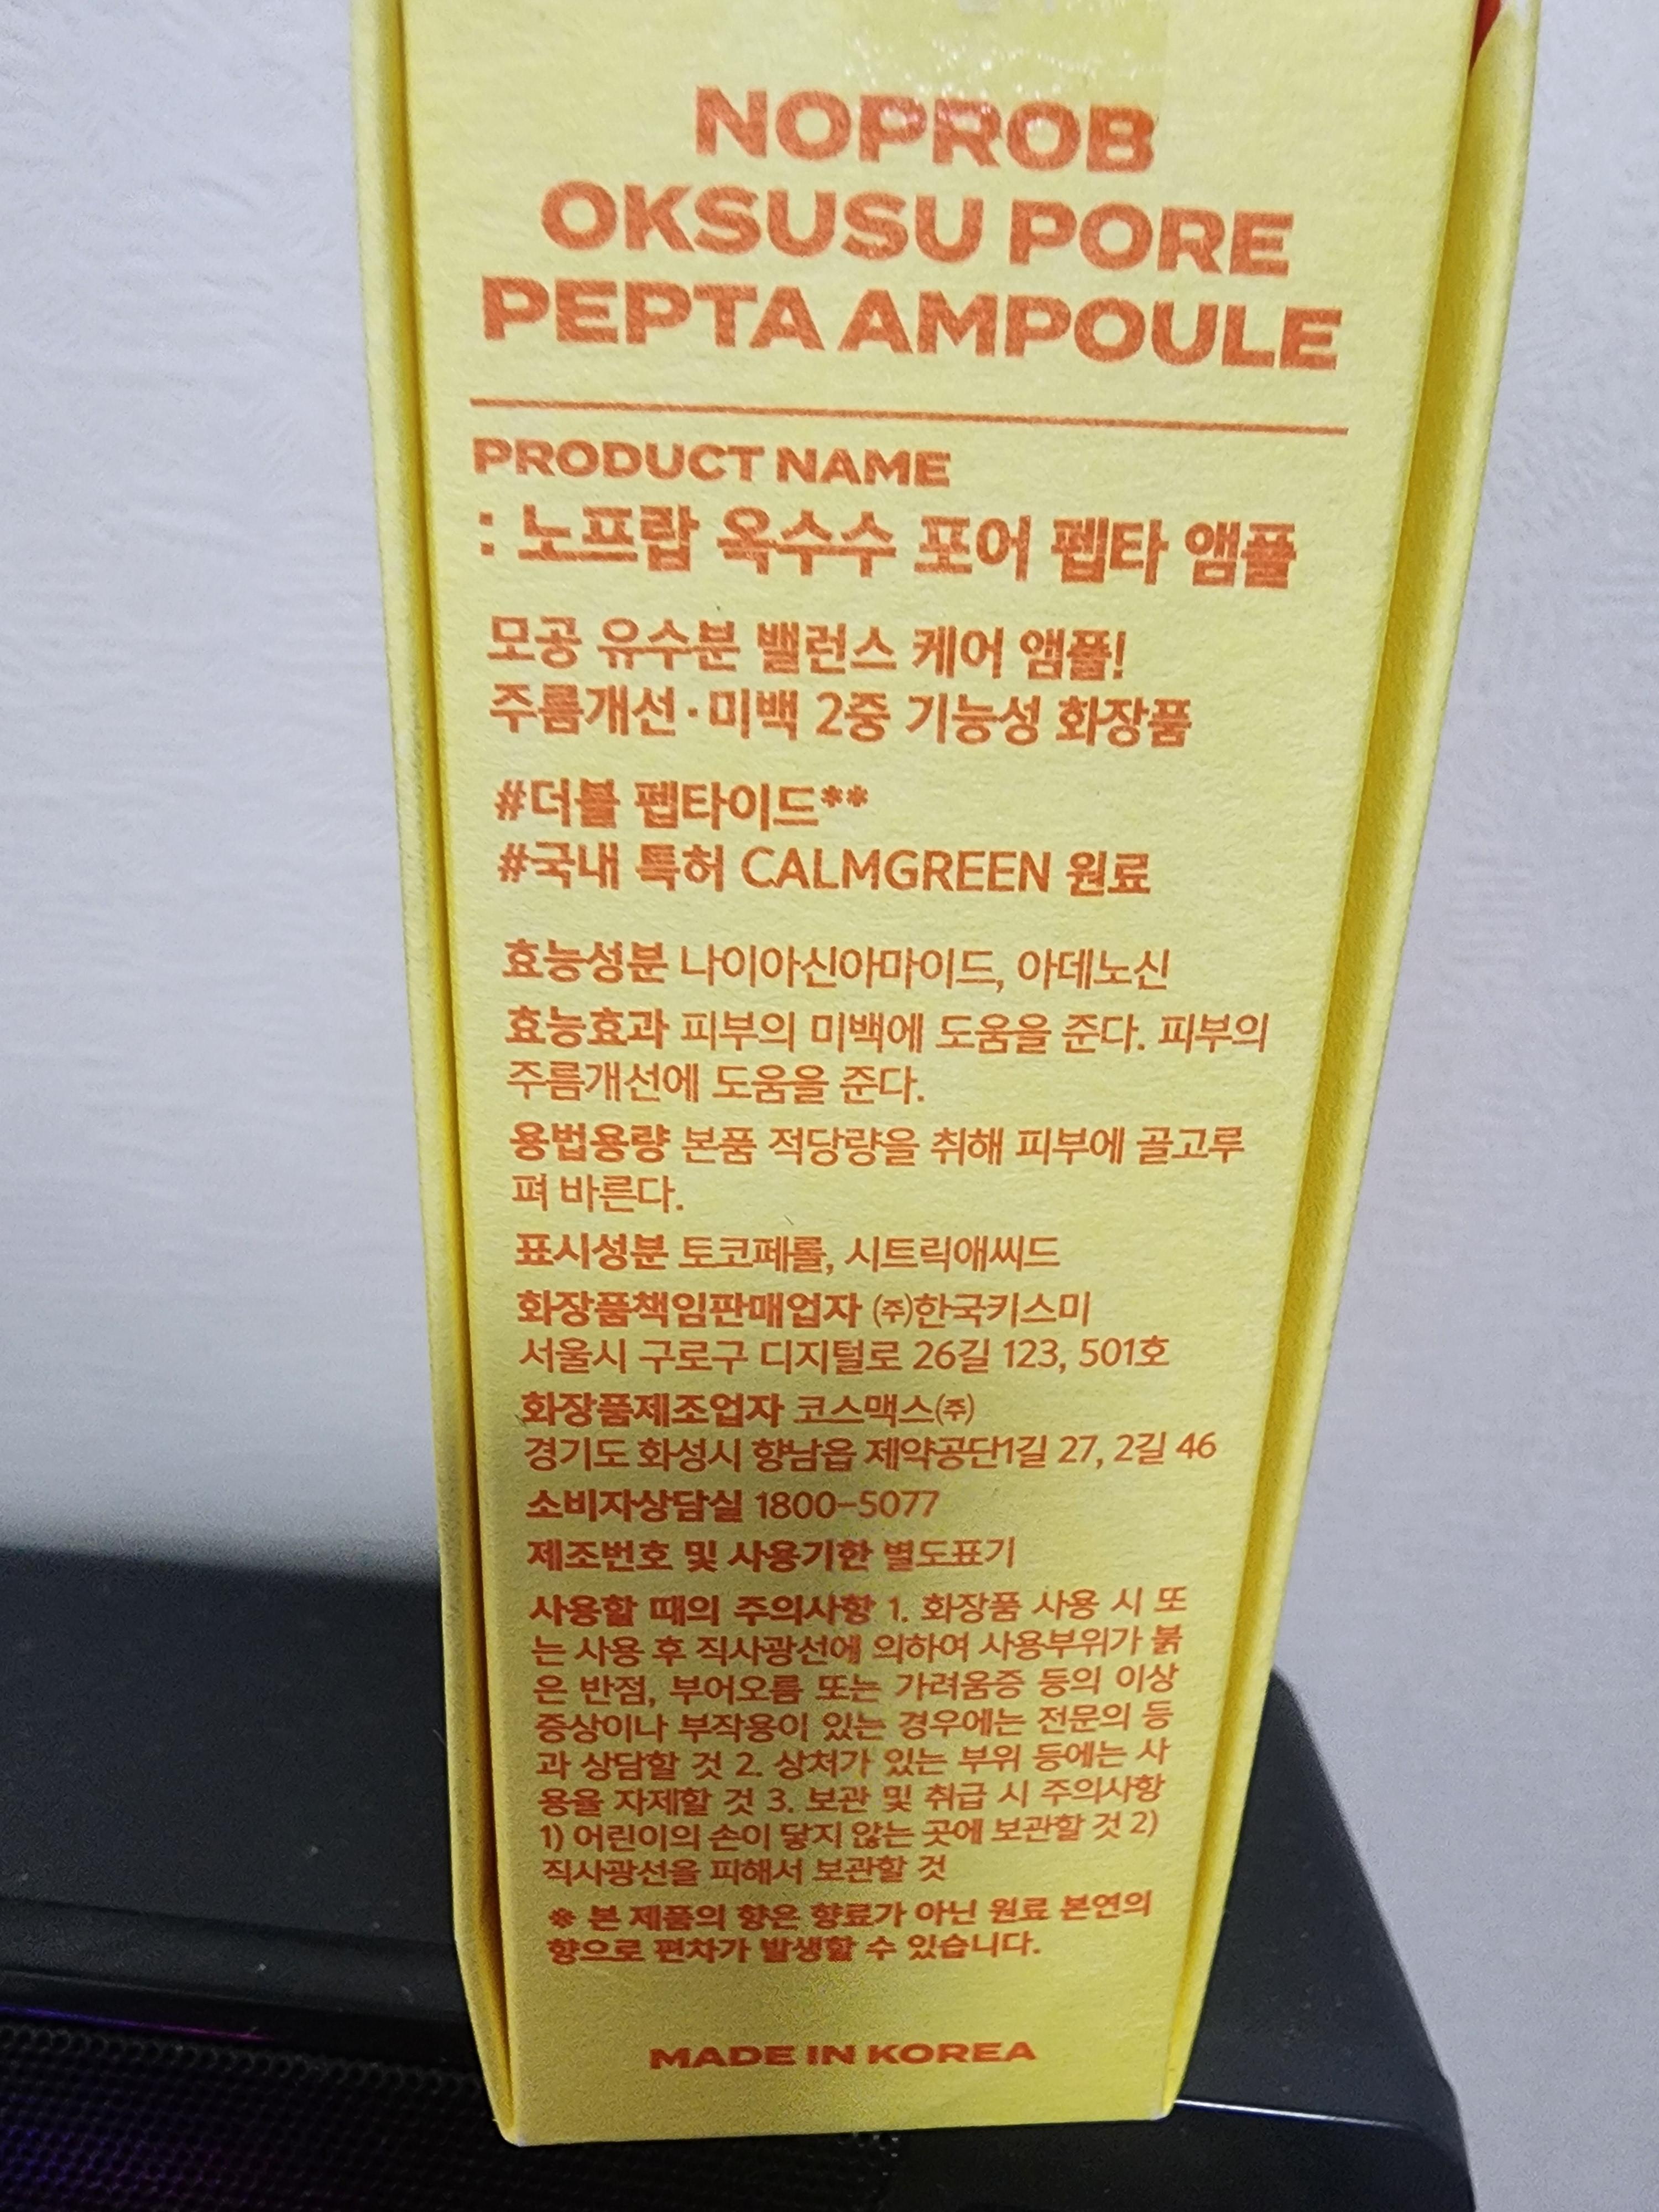 NOPROB
OKSUSU PORE
PEPTA AMPOULE
PRODUCT NAME
: 노프랍 옥수수 포어 펩타 앰플
모공 유수분 밸런스 케어 앰플!
주름개선·미백 2중 기능성 화장품
#더블 펩타이드**
#국내 특허 CALMGREEN 원료
효능성분 나이아신아마이드, 아데노신
효능효과 피부의 미백에 도움을 준다. 피부의
주름개선에 도움을 준다.
용법용량 본품 적당량을 취해 피부에 골고루
펴 바른다.
표시성분 토코페롤, 시트릭애씨드
화장품책임판매업자 ㈜한국키스미
서울시 구로구 디지털로 26길 123, 501호
화장품제조업자 코스맥스㈜
경기도 화성시 향남읍 제약공단1길 27, 2길 46
소비자상담실 1800-5077
제조번호 및 사용기한 별도표기
사용할 때의 주의사항 1. 화장품 사용 시 또
는 사용 후 직사광선에 의하여 사용부위가 붉
은 반점, 부어오름 또는 가려움증 등의 이상
증상이나 부작용이 있는 경우에는 전문의 등
과 상담할 것 2. 상처가 있는 부위 등에는 사
용을 자제할 것 3. 보관 및 취급 시 주의사항
1) 어린이의 손이 닿지 않는 곳에 보관할 것 2)
직사광선을 피해서 보관할 것
※ 본 제품의 향은 향료가 아닌 원료 본연의
향으로 편차가 발생할 수 있습니다.
MADE IN KOREA